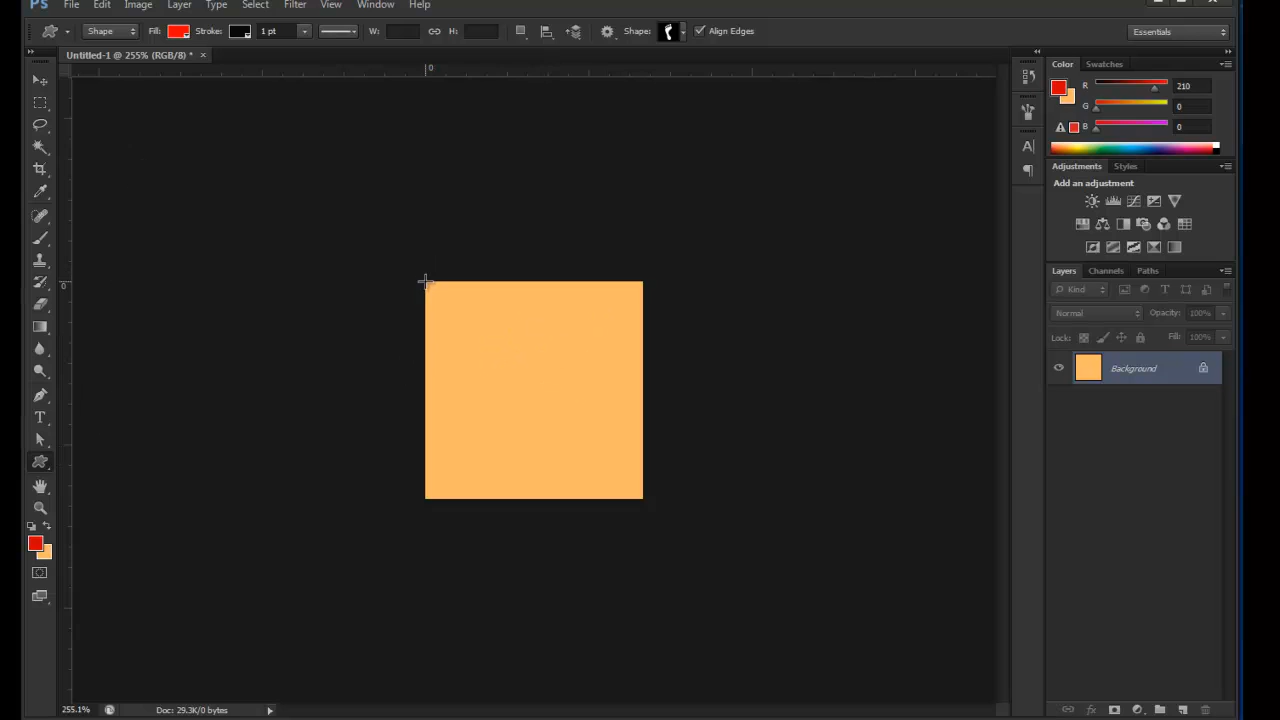 Ps File Edit Image Layer Type Select Filter View Window Help
Shape Fill: Stroke: 1 pt W: H: Shape: Align Edges Essentials
Untitled-1 @ 255% (RGB/8) * ×
0
0
Color Swatches
R 210
G 0
B 0
Adjustments Styles
Add an adjustment
Layers Channels Paths
Kind
Normal Opacity: 100%
Lock: Fill: 100%
Background
255.1% Doc: 29.3K/0 bytes